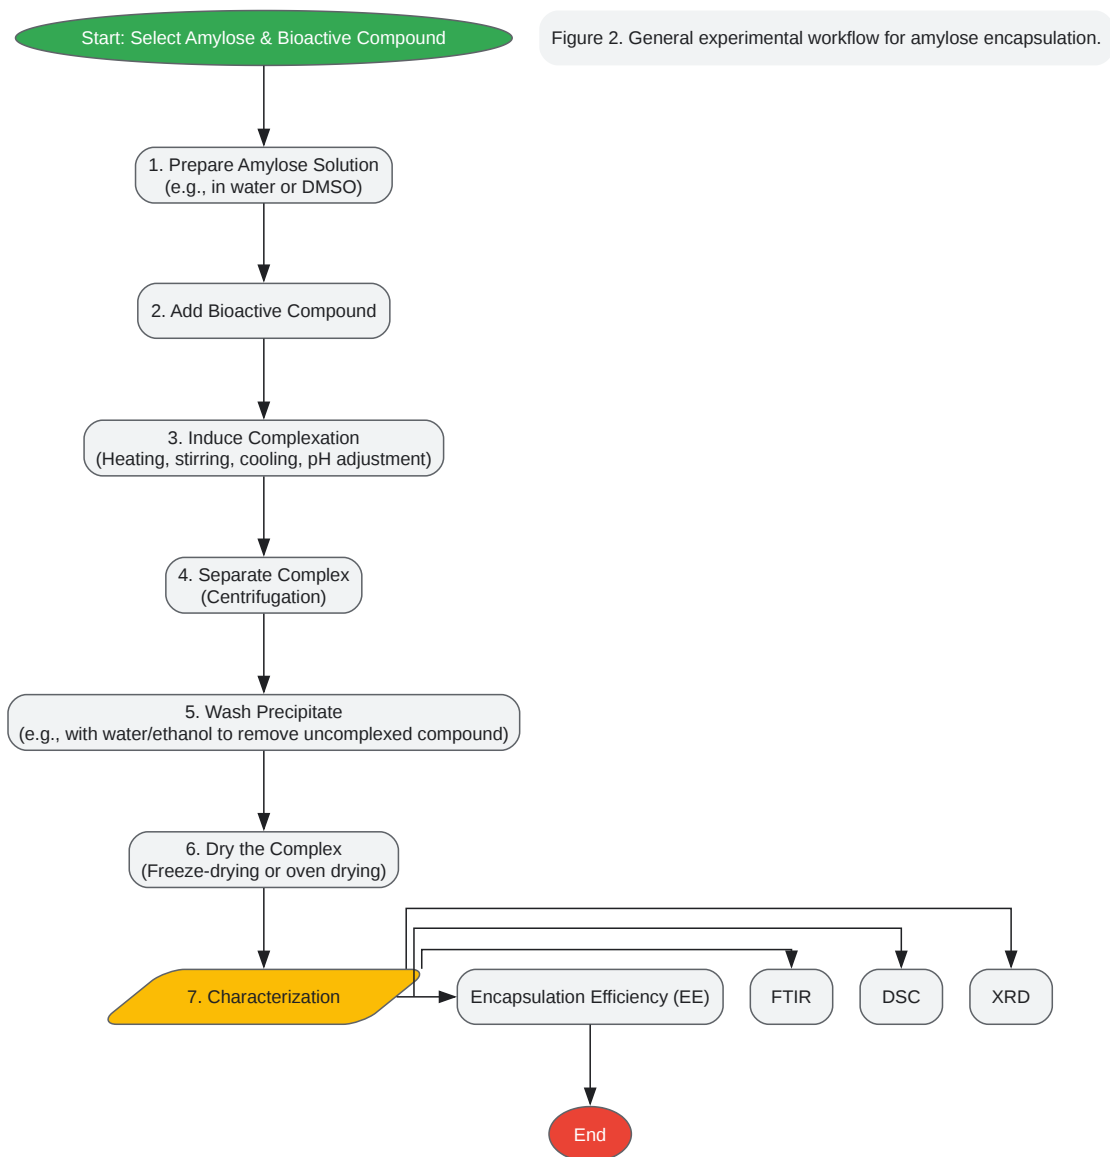 Start: Select Amylose & Bioactive Compound
Figure 2. General experimental workflow for amylose encapsulation.
1. Prepare Amylose Solution
(e.g., in water or DMSO)
2. Add Bioactive Compound
3. Induce Complexation
(Heating, stirring, cooling, pH adjustment)
4. Separate Complex
(Centrifugation)
5. Wash Precipitate
(e.g., with water/ethanol to remove uncomplexed compound)
6. Dry the Complex
(Freeze-drying or oven drying)
7. Characterization
Encapsulation Efficiency (EE)
FTIR
DSC
XRD
End